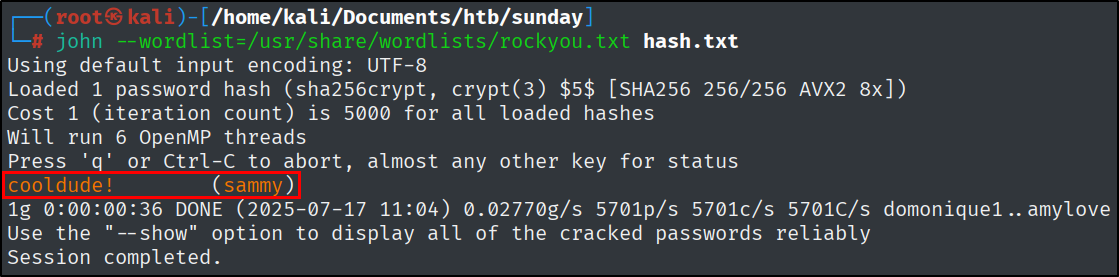 ┌──(root㉿kali)-[/home/kali/Documents/htb/sunday]
└─# john --wordlist=/usr/share/wordlists/rockyou.txt hash.txt
Using default input encoding: UTF-8
Loaded 1 password hash (sha256crypt, crypt(3) $5$ [SHA256 256/256 AVX2 8x])
Cost 1 (iteration count) is 5000 for all loaded hashes
Will run 6 OpenMP threads
Press 'q' or Ctrl-C to abort, almost any other key for status
cooldude!        (sammy)
1g 0:00:00:36 DONE (2025-07-17 11:04) 0.02770g/s 5701p/s 5701c/s 5701C/s domonique1..amylove
Use the "--show" option to display all of the cracked passwords reliably
Session completed.